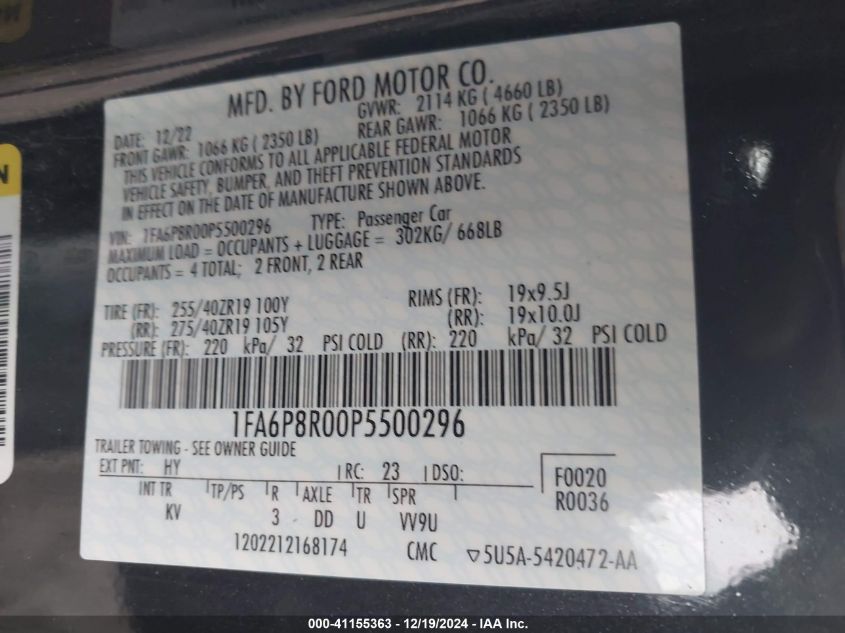 MFD. BY FORD MOTOR CO.
DATE: 12/22 GVWR: 2114 KG ( 4660 LB)
FRONT GAWR: 1066 KG ( 2350 LB) REAR GAWR: 1066 KG ( 2350 LB)
THIS VEHICLE CONFORMS TO ALL APPLICABLE FEDERAL MOTOR
VEHICLE SAFETY, BUMPER, AND THEFT PREVENTION STANDARDS
IN EFFECT ON THE DATE OF MANUFACTURE SHOWN ABOVE.
VIN: 1FA6P8R00P5500296 TYPE: Passenger Car
MAXIMUM LOAD = OCCUPANTS + LUGGAGE = 302KG/ 668LB
OCCUPANTS = 4 TOTAL; 2 FRONT, 2 REAR
TIRE (FR): 255/40ZR19 100Y RIMS (FR): 19x9.5J
(RR): 275/40ZR19 105Y (RR): 19x10.0J
PRESSURE (FR): 220 kPa/ 32 PSI COLD (RR): 220 kPa/ 32 PSI COLD
1FA6P8R00P5500296
TRAILER TOWING - SEE OWNER GUIDE
EXT PNT: HY RC: 23 DSO: F0020
R0036
INT TR TP/PS R AXLE TR SPR
KV 3 DD U VV9U
1202212168174 CMC ▽5U5A-5420472-AA
N
000-41155363 - 12/19/2024 - IAA Inc.